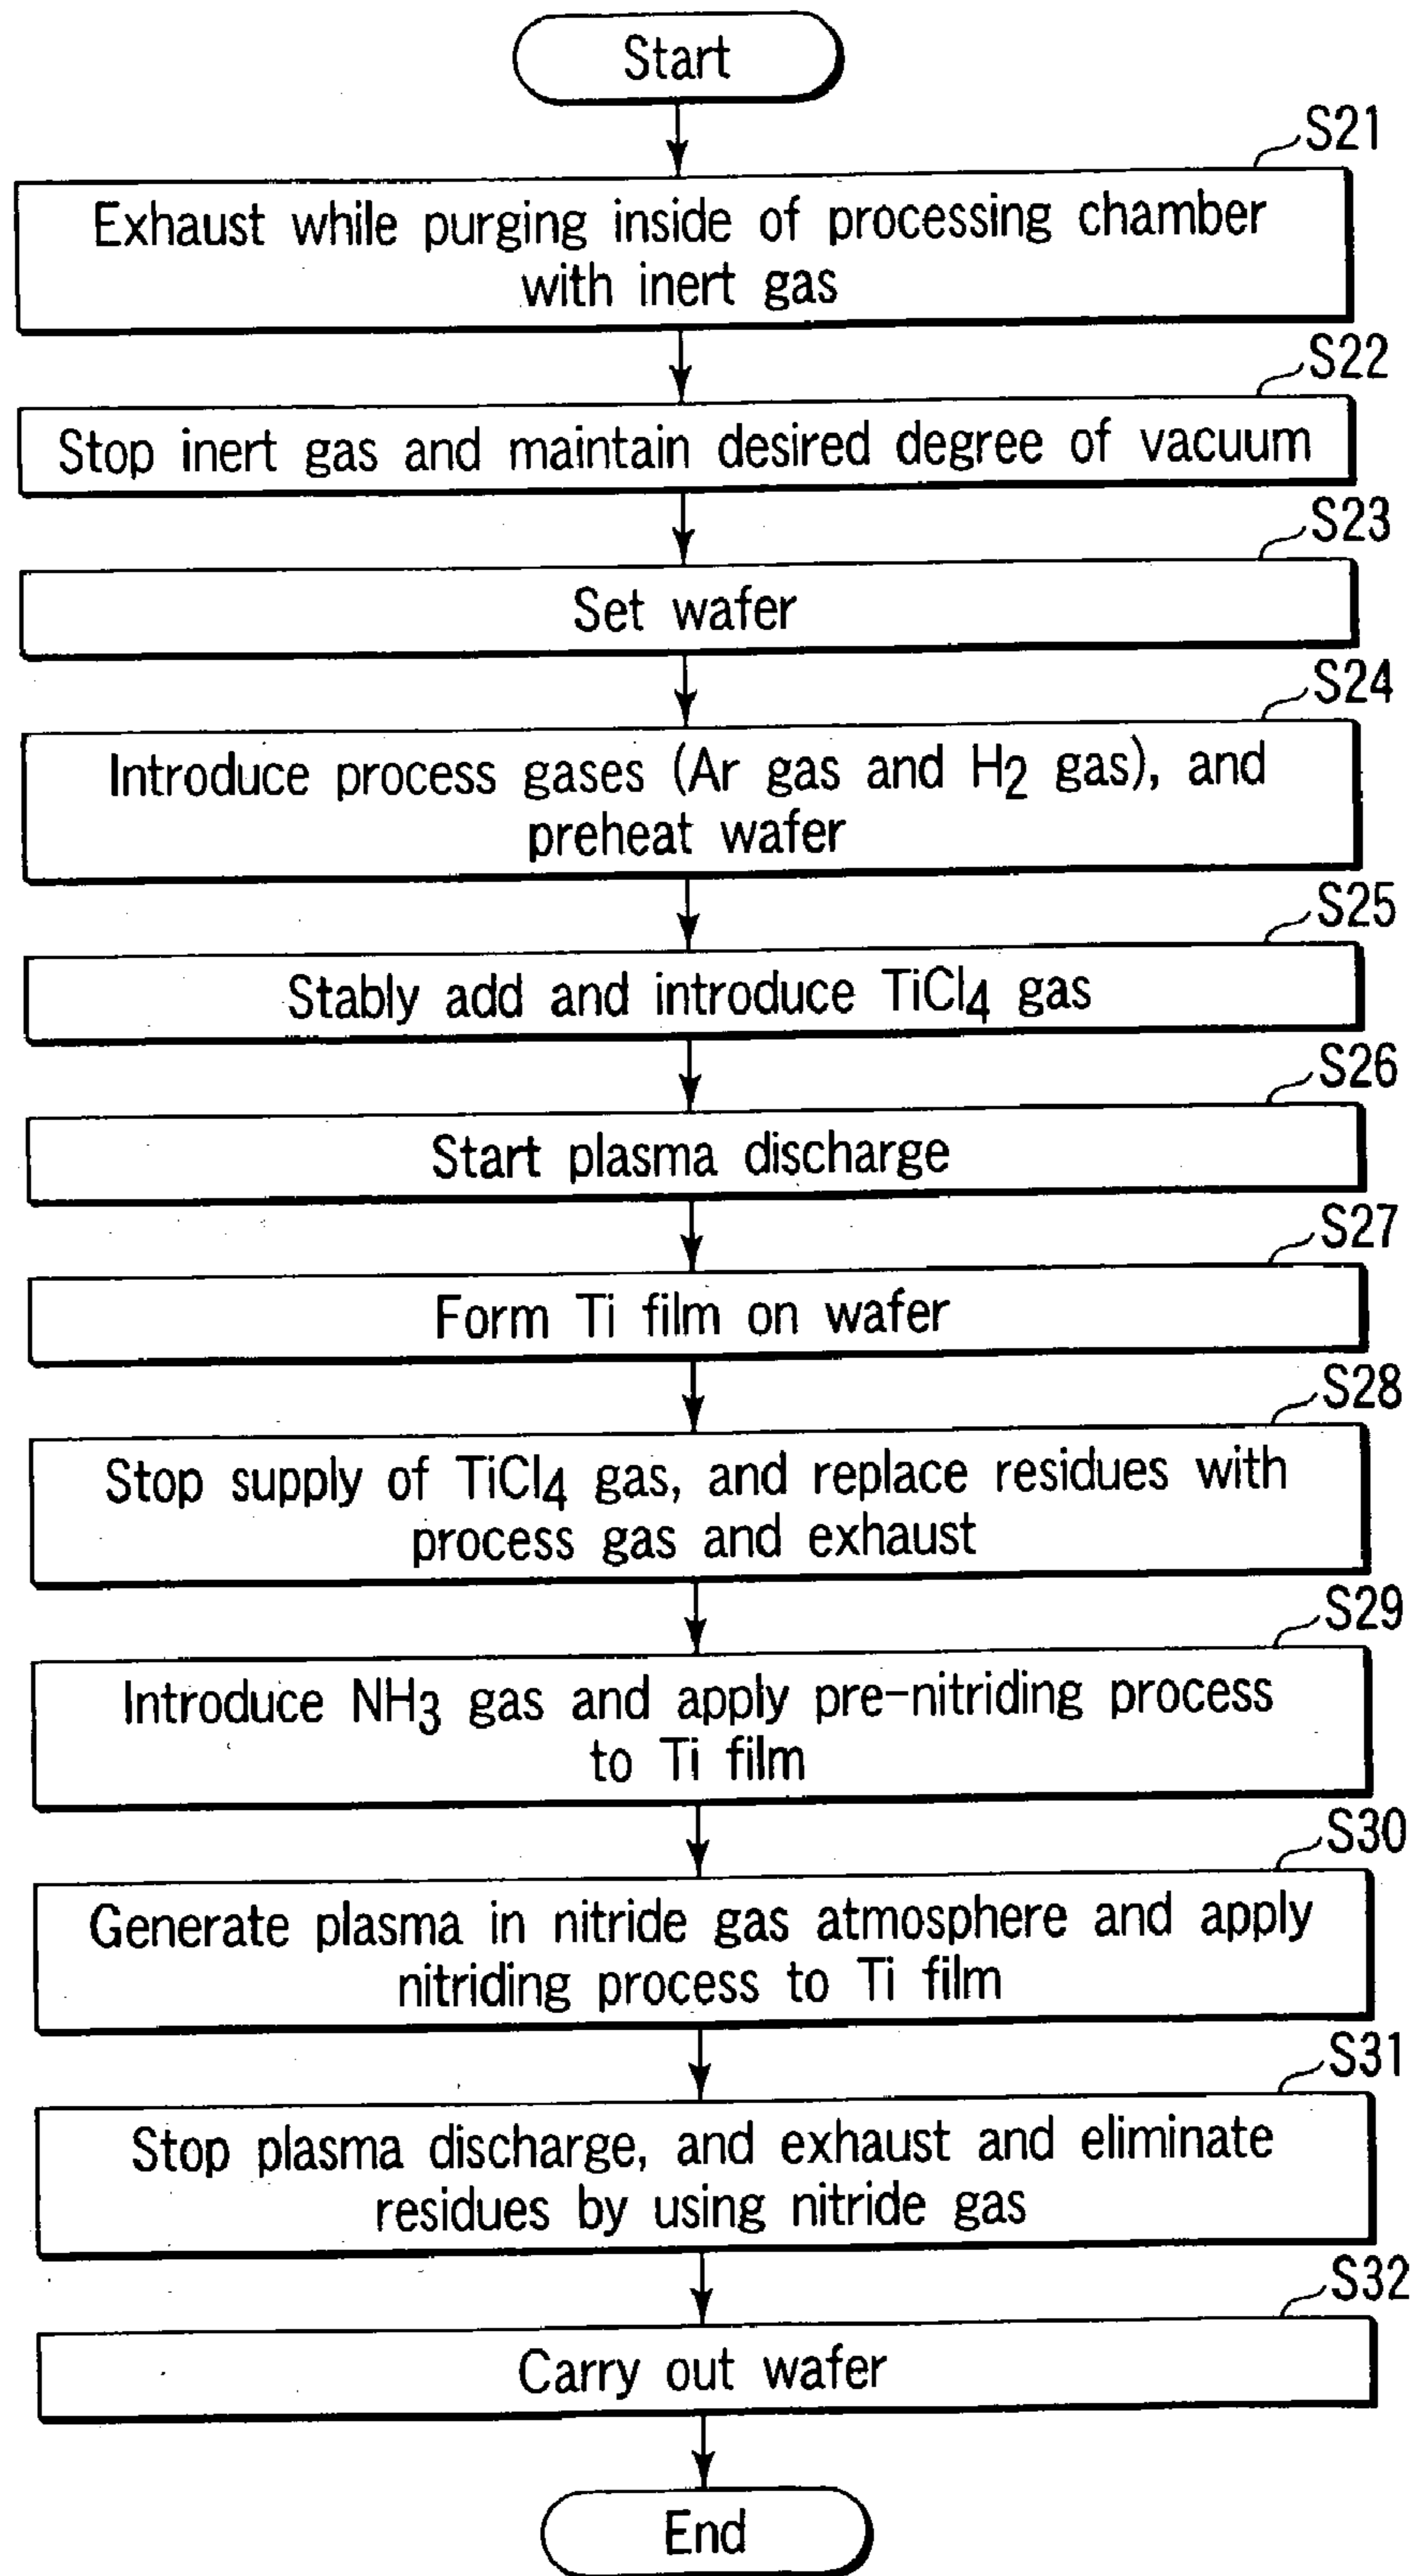 Start
S21
Exhaust while purging inside of processing chamber
with inert gas
S22
Stop inert gas and maintain desired degree of vacuum
S23
Set wafer
S24
Introduce process gases (Ar gas and H2 gas), and
preheat wafer
S25
Stably add and introduce TiCl4 gas
S26
Start plasma discharge
S27
Form Ti film on wafer
S28
Stop supply of TiCl4 gas, and replace residues with
process gas and exhaust
S29
Introduce NH3 gas and apply pre-nitriding process
to Ti film
S30
Generate plasma in nitride gas atmosphere and apply
nitriding process to Ti film
S31
Stop plasma discharge, and exhaust and eliminate
residues by using nitride gas
S32
Carry out wafer
End